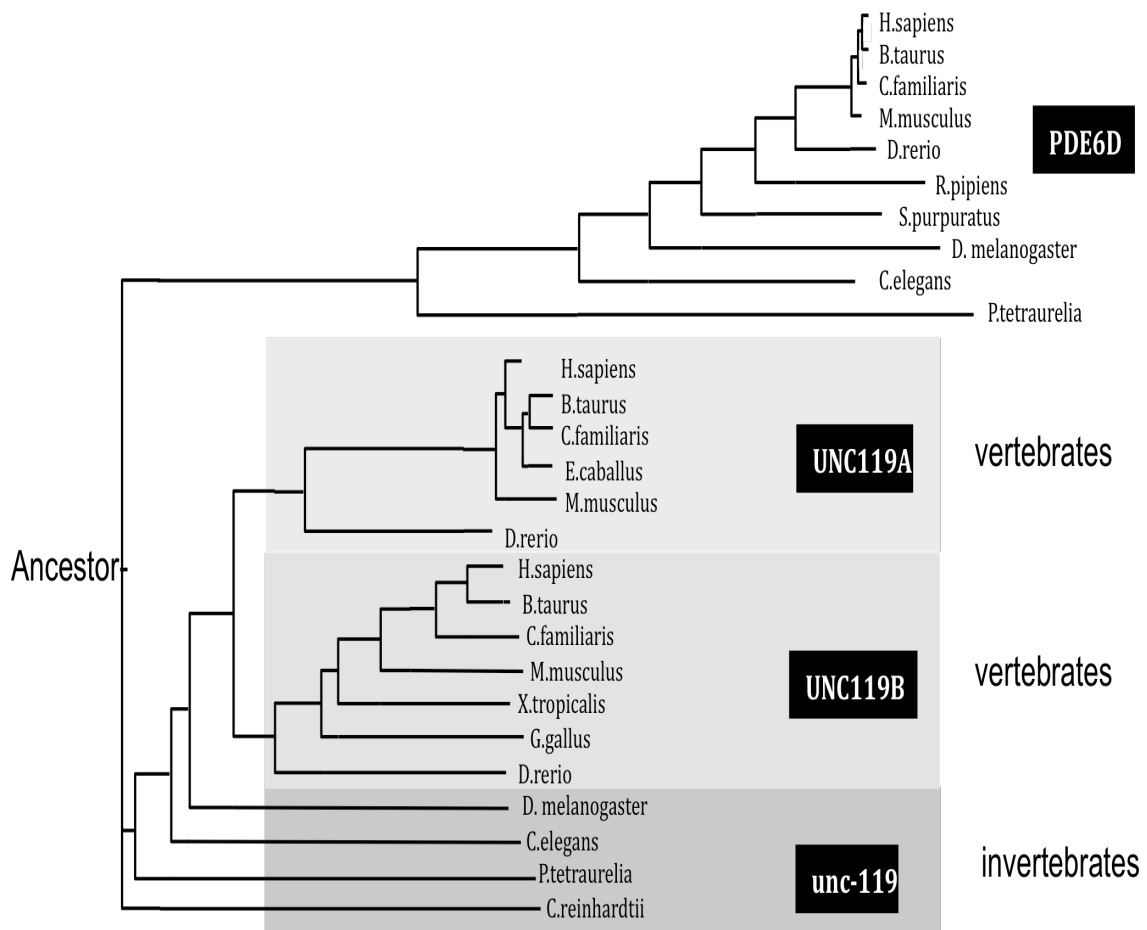 H.sapiens
B.taurus
C.familiaris
M.musculus
PDE6D
D.rerio
R.pipiens
S.purpuratus
D. melanogaster
C.elegans
P.tetraurelia
H.sapiens
B.taurus
C.familiaris
UNC119A
vertebrates
E.caballus
M.musculus
D.rerio
Ancestor
H.sapiens
B.taurus
C.familiaris
M.musculus
UNC119B
vertebrates
X.tropicalis
G.gallus
D.rerio
D. melanogaster
C.elegans
P.tetraurelia
unc-119
invertebrates
C.reinhardtii